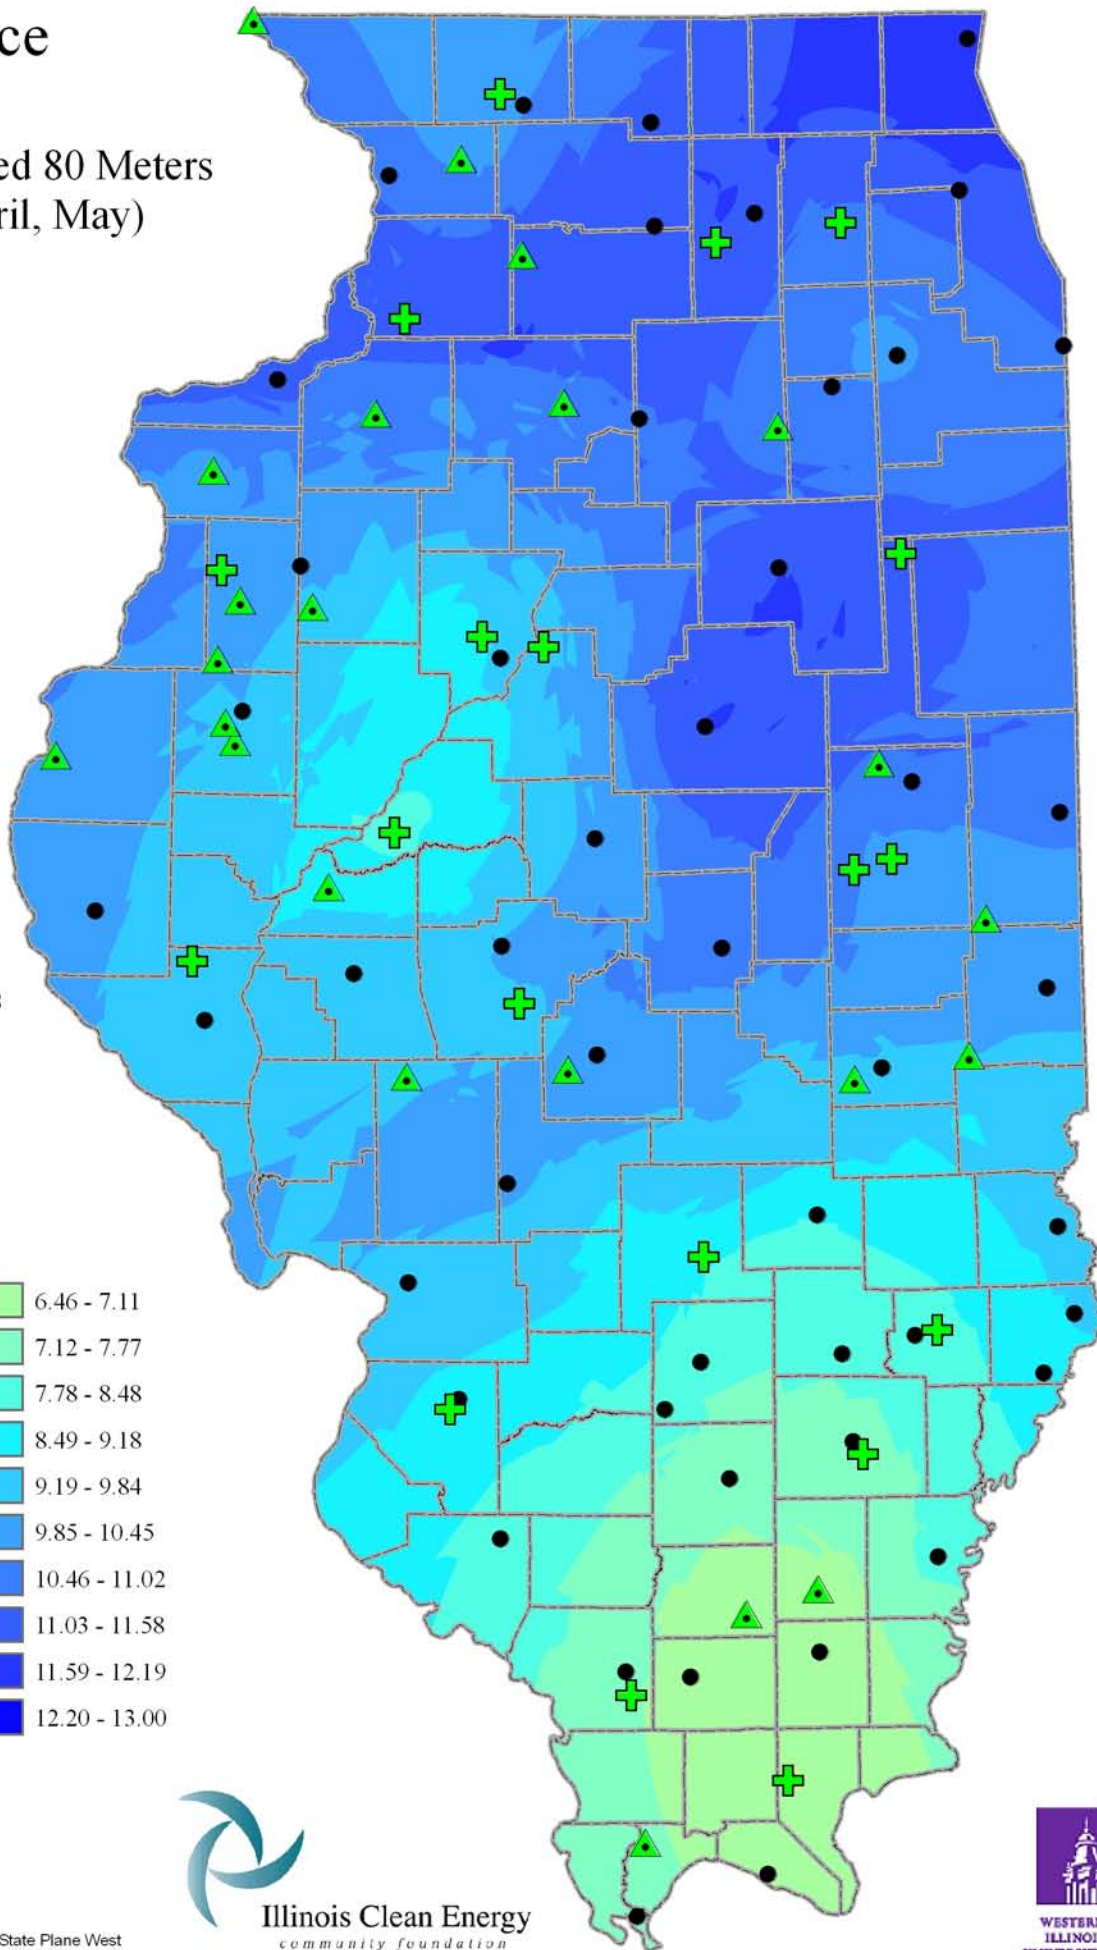 ce
ed 80 Meters
ril, May)
6.46 - 7.11
7.12 - 7.77
7.78 - 8.48
8.49 - 9.18
9.19 - 9.84
9.85 - 10.45
10.46 - 11.02
11.03 - 11.58
11.59 - 12.19
12.20 - 13.00
Illinois Clean Energy
community foundation
State Plane West
WESTER
ILLINOI